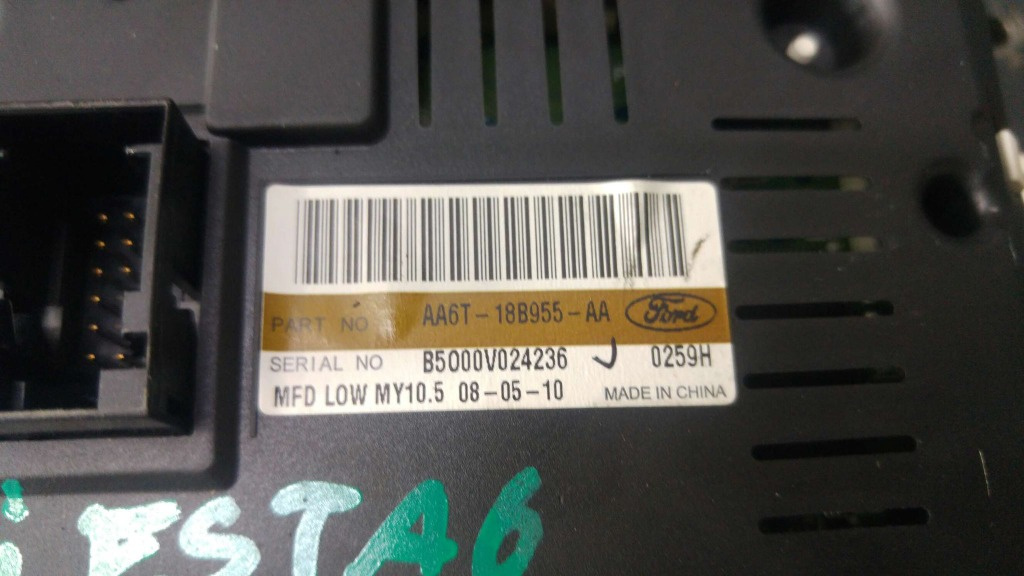 PART NO AA6T-18B955-AA Ford
SERIAL NO B5000V024236 0259H
MFD LOW MY10.5 08-05-10 MADE IN CHINA
iESTA6